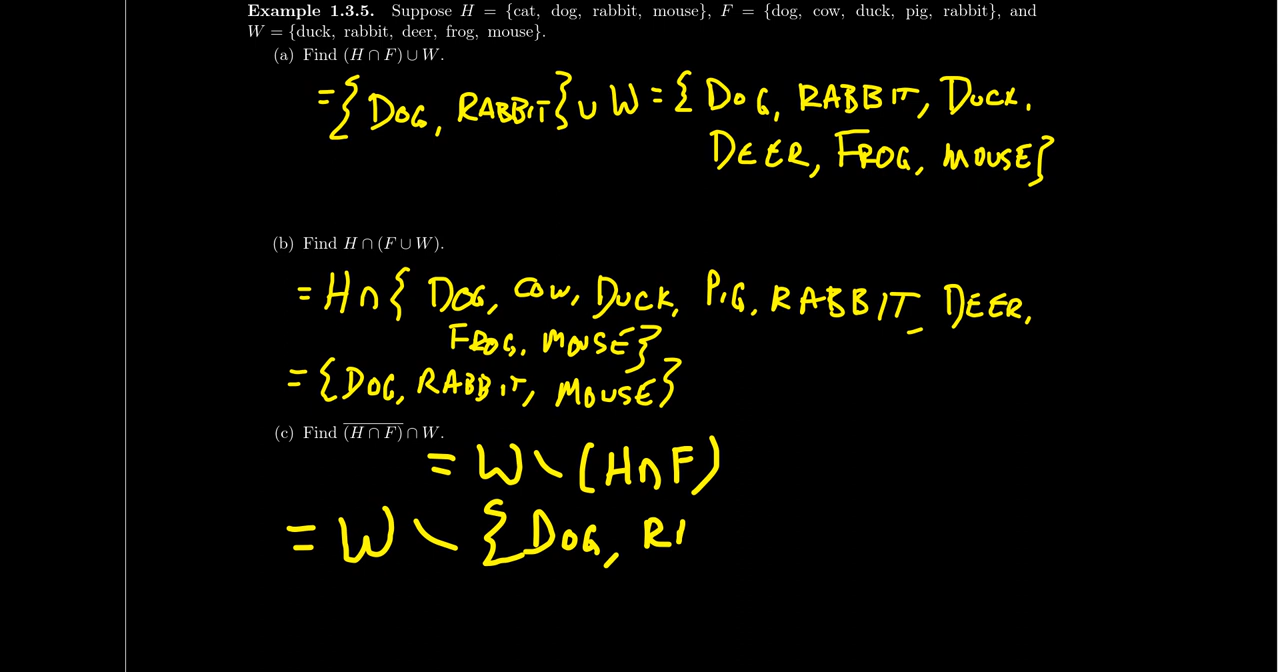 Example 1.3.5. Suppose H = {cat, dog, rabbit, mouse}, F = {dog, cow, duck, pig, rabbit}, and
W = {duck, rabbit, deer, frog, mouse}.
(a) Find (H ∩ F) ∪ W.
= { DOG, RABBIT } ∪ W = { DOG, RABBIT, DUCK,
DEER, FROG, MOUSE }
(b) Find H ∩ (F ∪ W).
= H ∩ { DOG, COW, DUCK, PIG, RABBIT, DEER,
FROG, MOUSE }
= { DOG, RABBIT, MOUSE }
(c) Find \overline{(H ∩ F)} ∩ W.
= W \ (H ∩ F)
= W \ { DOG, R